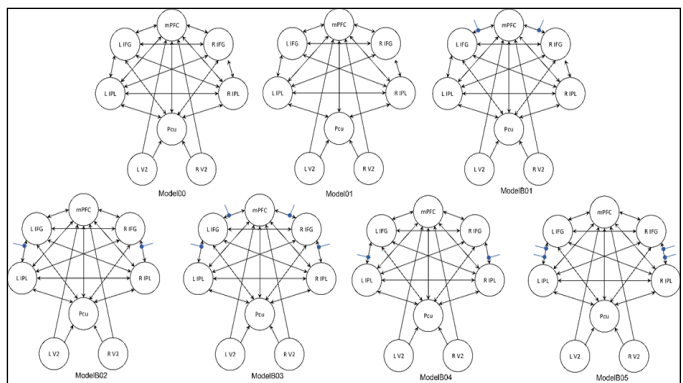 mPFC mPFC mPFC
L IFG R IFG L IFG R IFG L IFG R IFG
L IPL R IPL L IPL R IPL L IPL R IPL
Pcu Pcu Pcu
L V2 R V2 L V2 R V2 L V2 R V2
Model00 Model01 ModelB01
mPFC mPFC mPFC mPFC
L IFG R IFG L IFG R IFG L IFG R IFG L IFG R IFG
L IPL R IPL L IPL R IPL L IPL R IPL L IPL R IPL
Pcu Pcu Pcu Pcu
L V2 R V2 L V2 R V2 L V2 R V2 L V2 R V2
ModelB02 ModelB03 ModelB04 ModelB05